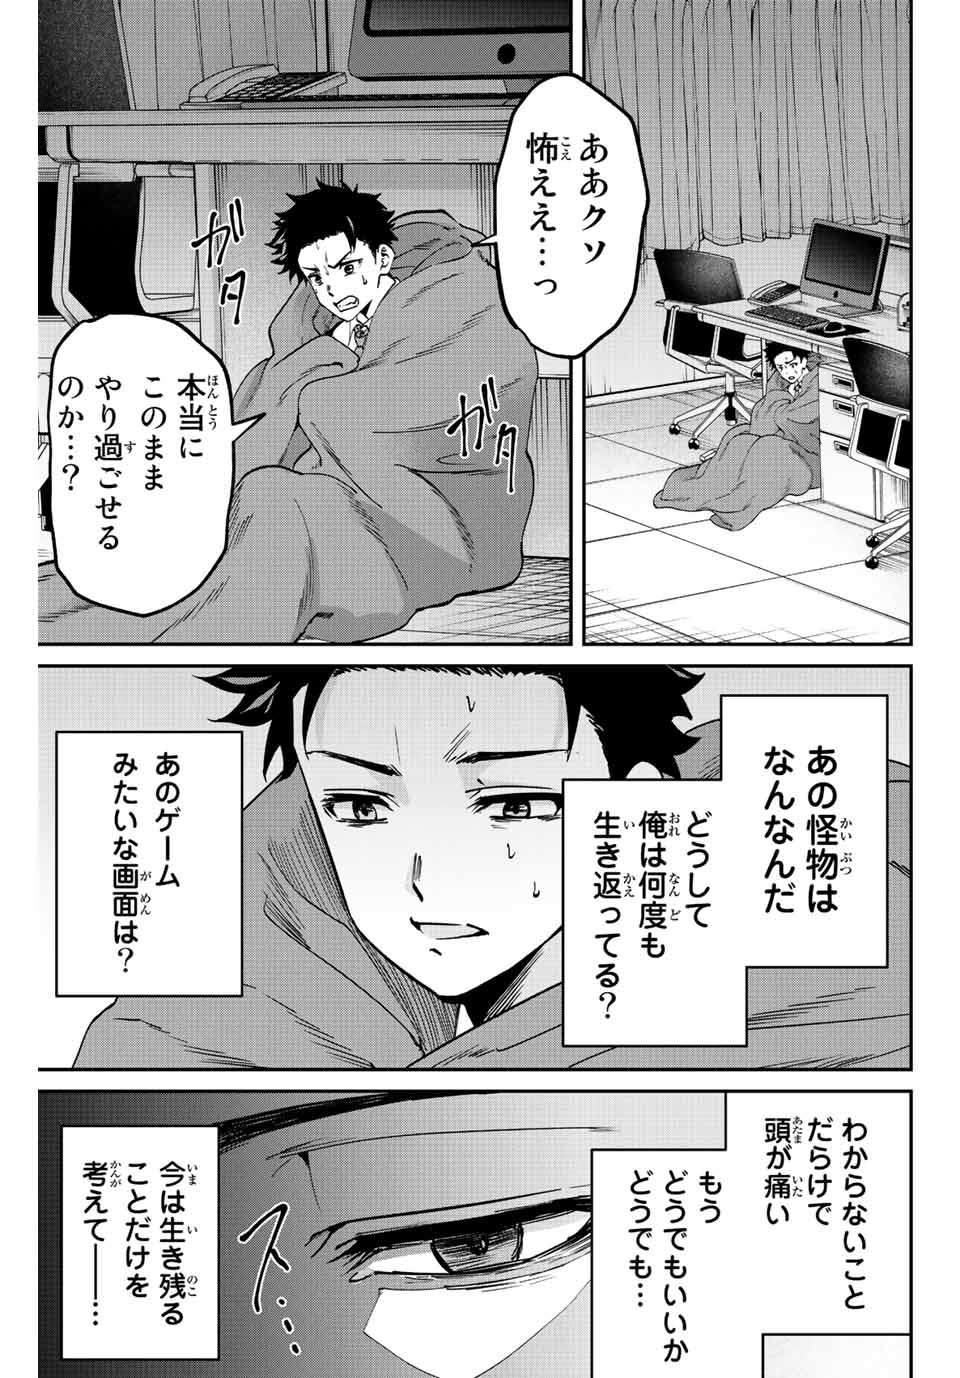 ああクソ
怖ええ…っ
本当に
このまま
やり過ごせる
のか…？
ガタ
ガタ
あの怪物は
なんなんだ
どうして
俺は何度も
生き返ってる？
あのゲーム
みたいな画面は？
わからないこと
だらけで
頭が痛い
もう
どうでもいいか
どうでも…
今は生き残る
ことだけを
考えて――…
ス…